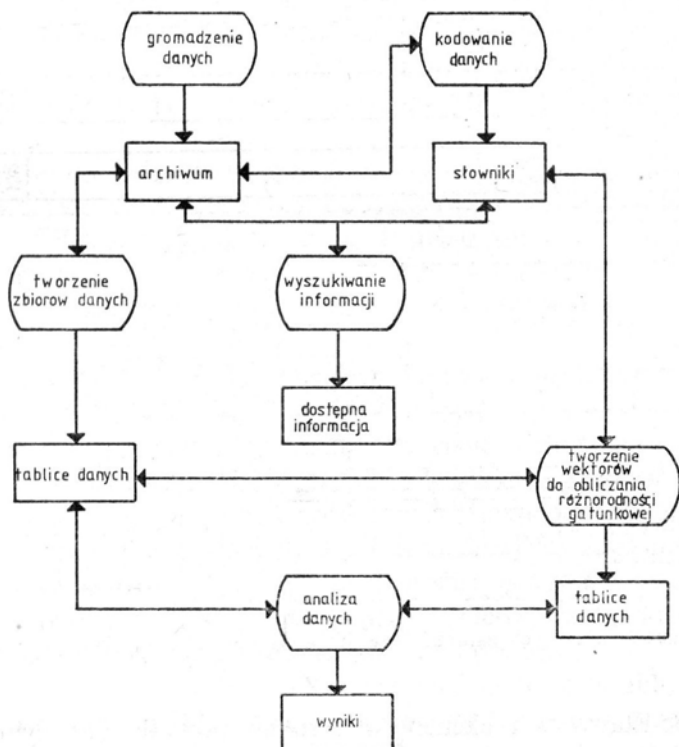 gromadzenie
danych
kodowanie
danych
archiwum
słowniki
tworzenie
zbiorow danych
wyszukiwanie
informacji
dostępna
informacja
tablice danych
tworzenie
wektorów
do obliczania
różnorodności
gatunkowej
analiza
danych
tablice
danych
wyniki